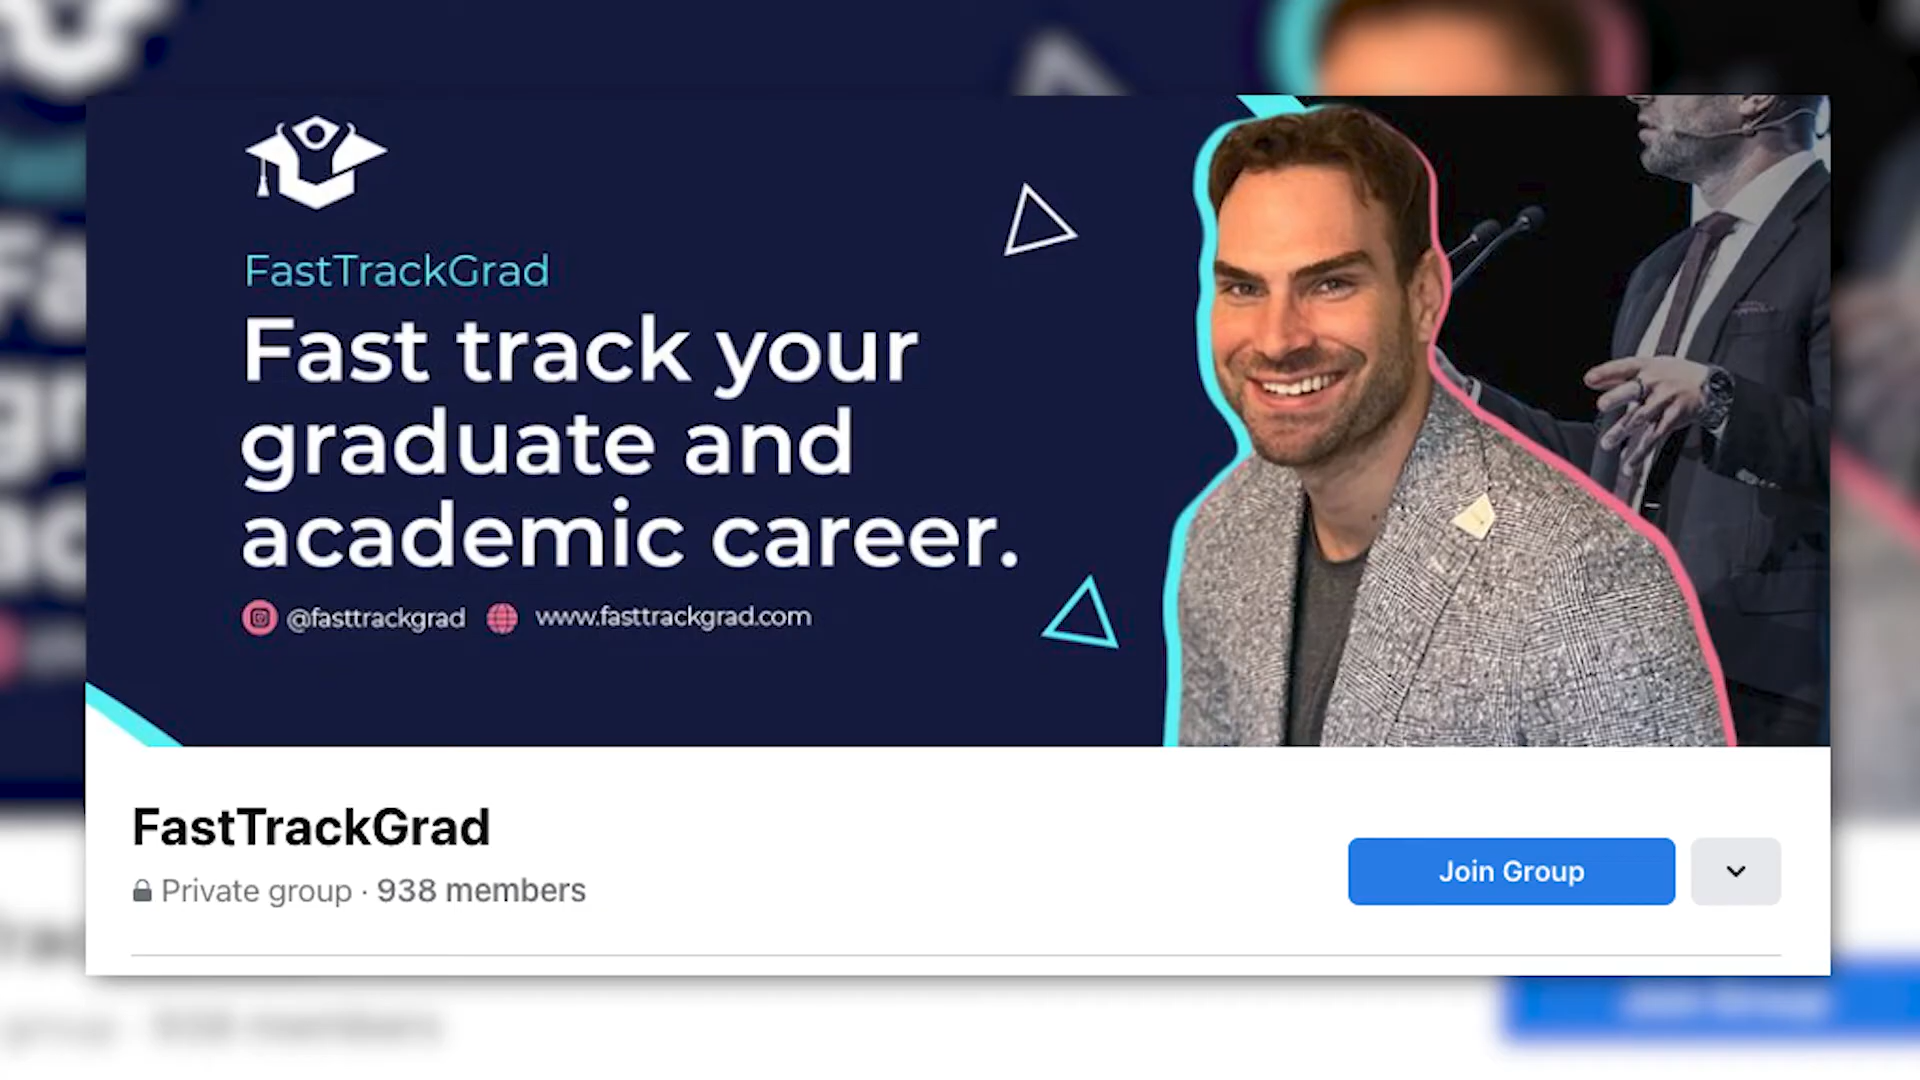 FastTrackGrad
Fast track your
graduate and
academic career.
@fasttrackgrad www.fasttrackgrad.com
FastTrackGrad
Private group · 938 members
Join Group